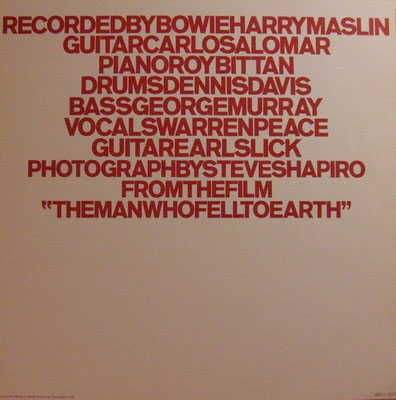 RECORDEDBYBOWIEHARRYMASLIN
GUITARCARLOSALOMAR
PIANOROYBITTAN
DRUMSDENNISDAVIS
BASSGEORGEMURRAY
VOCALSWARRENPEACE
GUITAREARLSLICK
PHOTOGRAPHBYSTEVESHAPIRO
FROMTHEFILM
“THEMANWHOFELLTOEARTH”